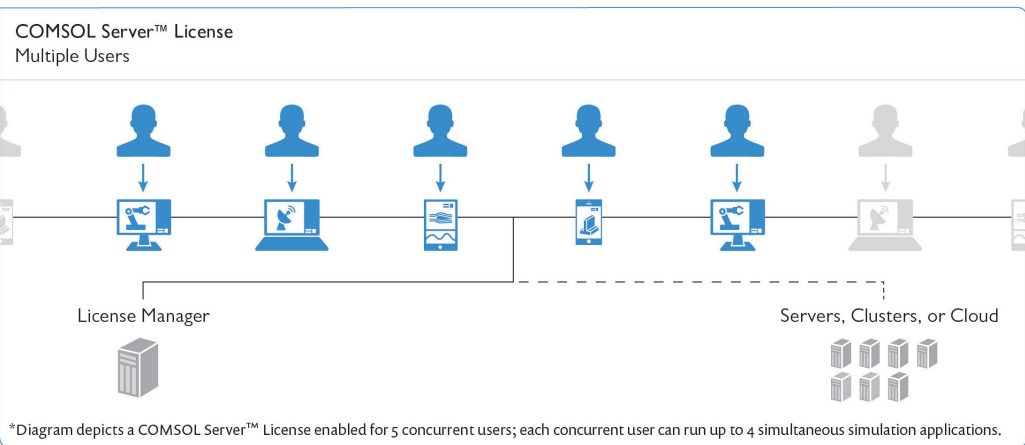 COMSOL Server™ License
Multiple Users
License Manager
Servers, Clusters, or Cloud
*Diagram depicts a COMSOL Server™ License enabled for 5 concurrent users; each concurrent user can run up to 4 simultaneous simulation applications.